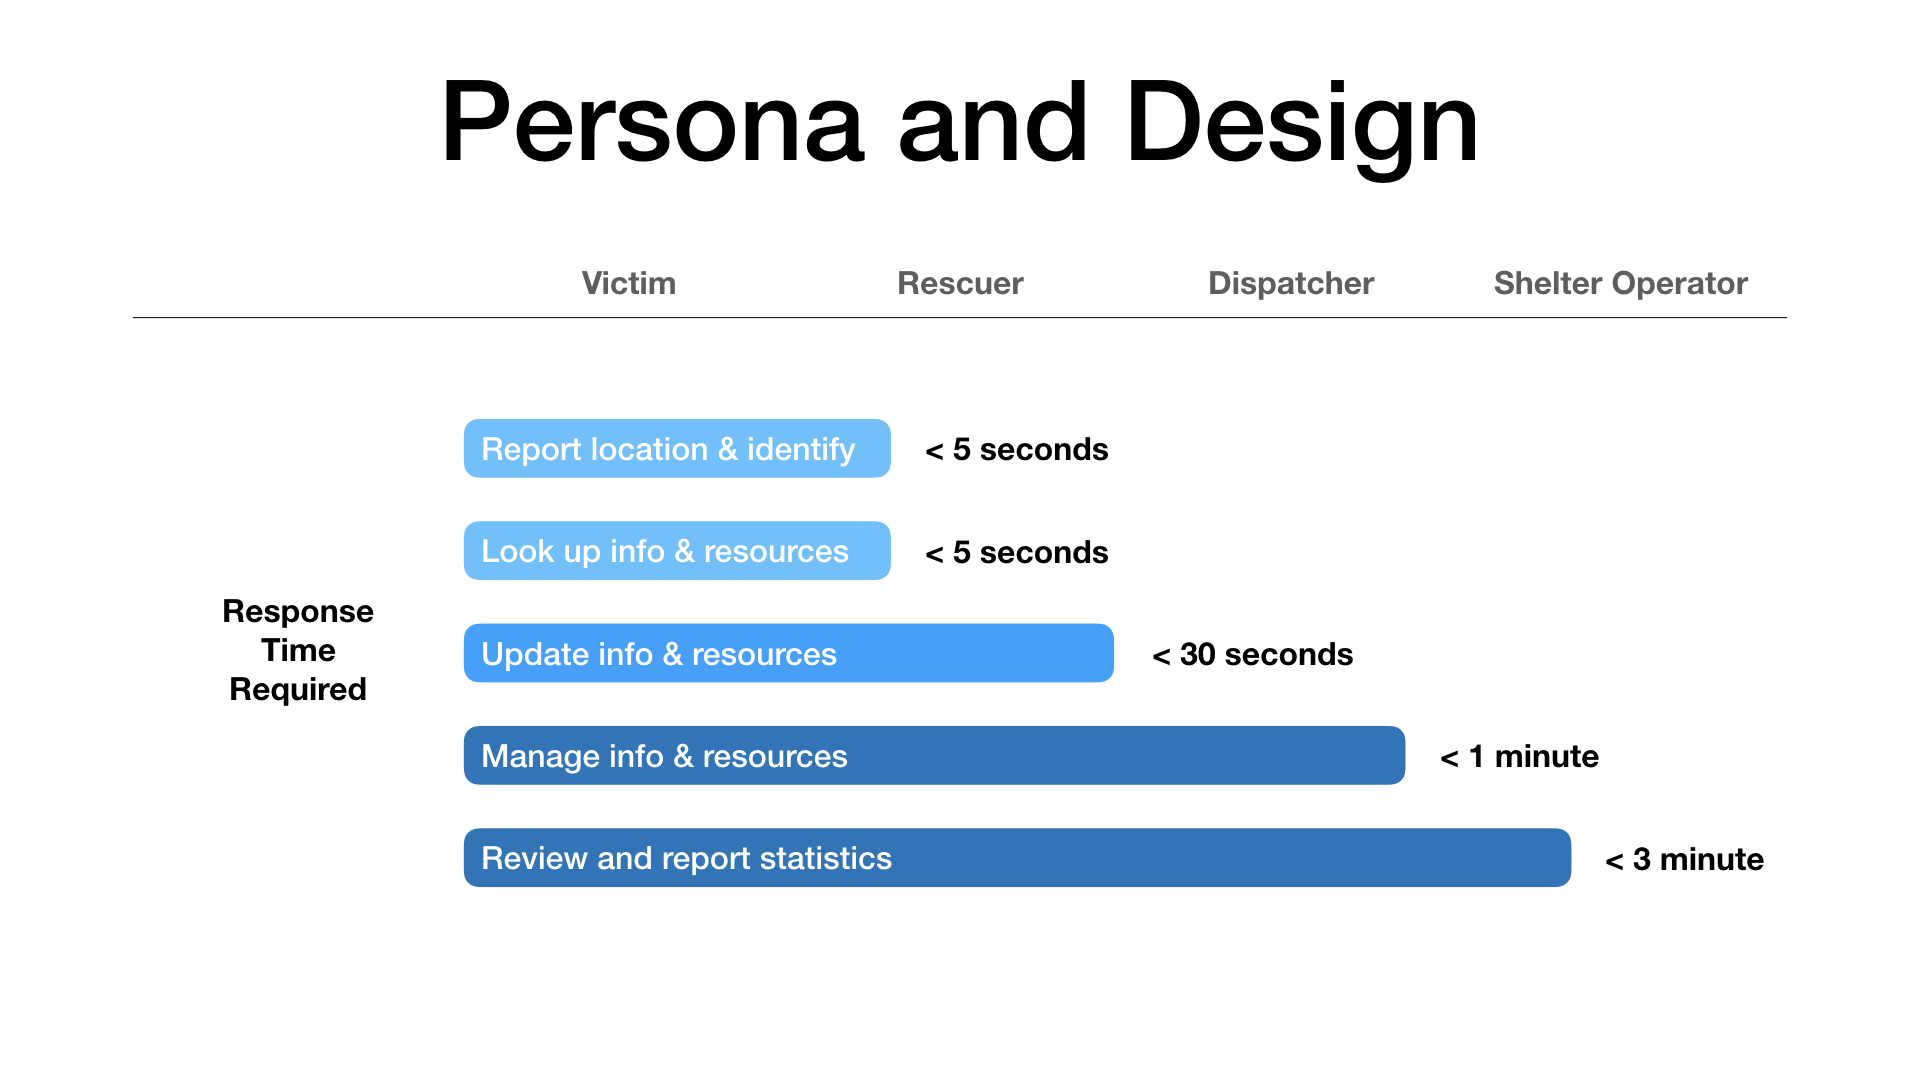 Persona and Design
Victim
Rescuer
Dispatcher
Shelter Operator
Response
Time
Required
Report location & identify
< 5 seconds
Look up info & resources
< 5 seconds
Update info & resources
< 30 seconds
Manage info & resources
< 1 minute
Review and report statistics
< 3 minute